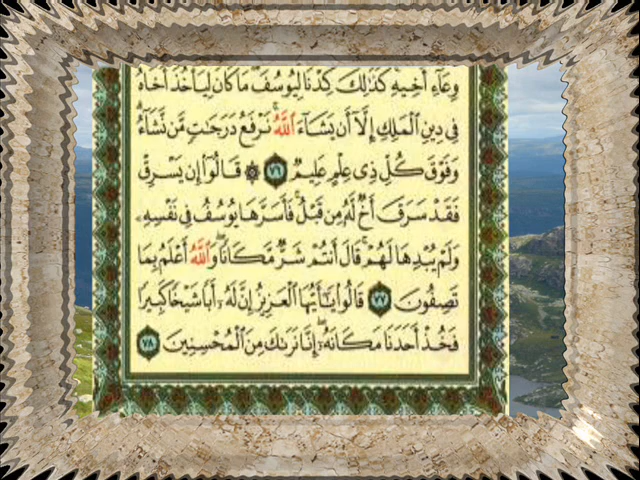 وِعَآءِ أَخِيهِ كَذَٰلِكَ كِدْنَا لِيُوسُفَ مَا كَانَ لِيَأْخُذَ أَخَاهُ
فِي دِينِ ٱلْمَلِكِ إِلَّآ أَن يَشَآءَ ٱللَّهُ نَرْفَعُ دَرَجَٰتٍ مَّن نَّشَآءُ
وَفَوْقَ كُلِّ ذِي عِلْمٍ عَلِيمٌ ٧٦ ۞ قَالُوٓا۟ إِن يَسْرِقْ
فَقَدْ سَرَقَ أَخٌ لَّهُۥ مِن قَبْلُ فَأَسَرَّهَا يُوسُفُ فِي نَفْسِهِۦ
وَلَمْ يُبْدِهَا لَهُمْ قَالَ أَنتُمْ شَرٌّ مَّكَانًا وَٱللَّهُ أَعْلَمُ بِمَا
تَصِفُونَ ٧٧ قَالُوا۟ يَٰٓأَيُّهَا ٱلْعَزِيزُ إِنَّ لَهُۥٓ أَبًا شَيْخًا كَبِيرًا
فَخُذْ أَحَدَنَا مَكَانَهُۥٓ إِنَّا نَرَىٰكَ مِنَ ٱلْمُحْسِنِينَ ٧٨